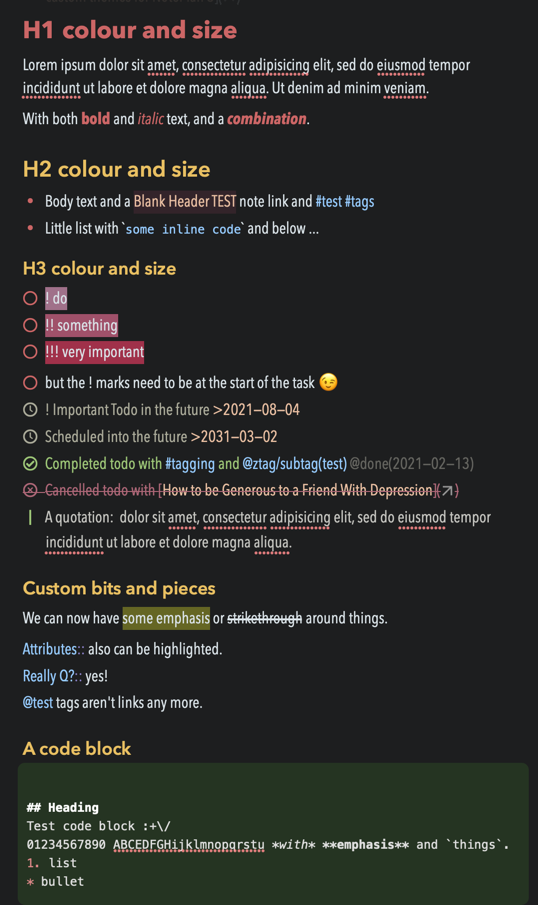 H1 colour and size
Lorem ipsum dolor sit amet, consectetur adipisicing elit, sed do eiusmod tempor
incididunt ut labore et dolore magna aliqua. Ut denim ad minim veniam.
With both bold and italic text, and a combination.
H2 colour and size
• Body text and a Blank Header TEST note link and #test #tags
• Little list with `some inline code` and below ...
H3 colour and size
! do
!! something
!!! very important
but the ! marks need to be at the start of the task 😉
! Important Todo in the future >2021–08–04
Scheduled into the future >2031–03–02
Completed todo with #tagging and @ztag/subtag(test) @done(2021–02–13)
Cancelled todo with [How to be Generous to a Friend With Depression](↗)
A quotation: dolor sit amet, consectetur adipisicing elit, sed do eiusmod tempor
incididunt ut labore et dolore magna aliqua.
Custom bits and pieces
We can now have some emphasis or strikethrough around things.
Attributes:: also can be highlighted.
Really Q?:: yes!
@test tags aren't links any more.
A code block
## Heading
Test code block :+\/
01234567890 ABCEDFGHijklmnopqrstu *with* **emphasis** and `things`.
1. list
* bullet